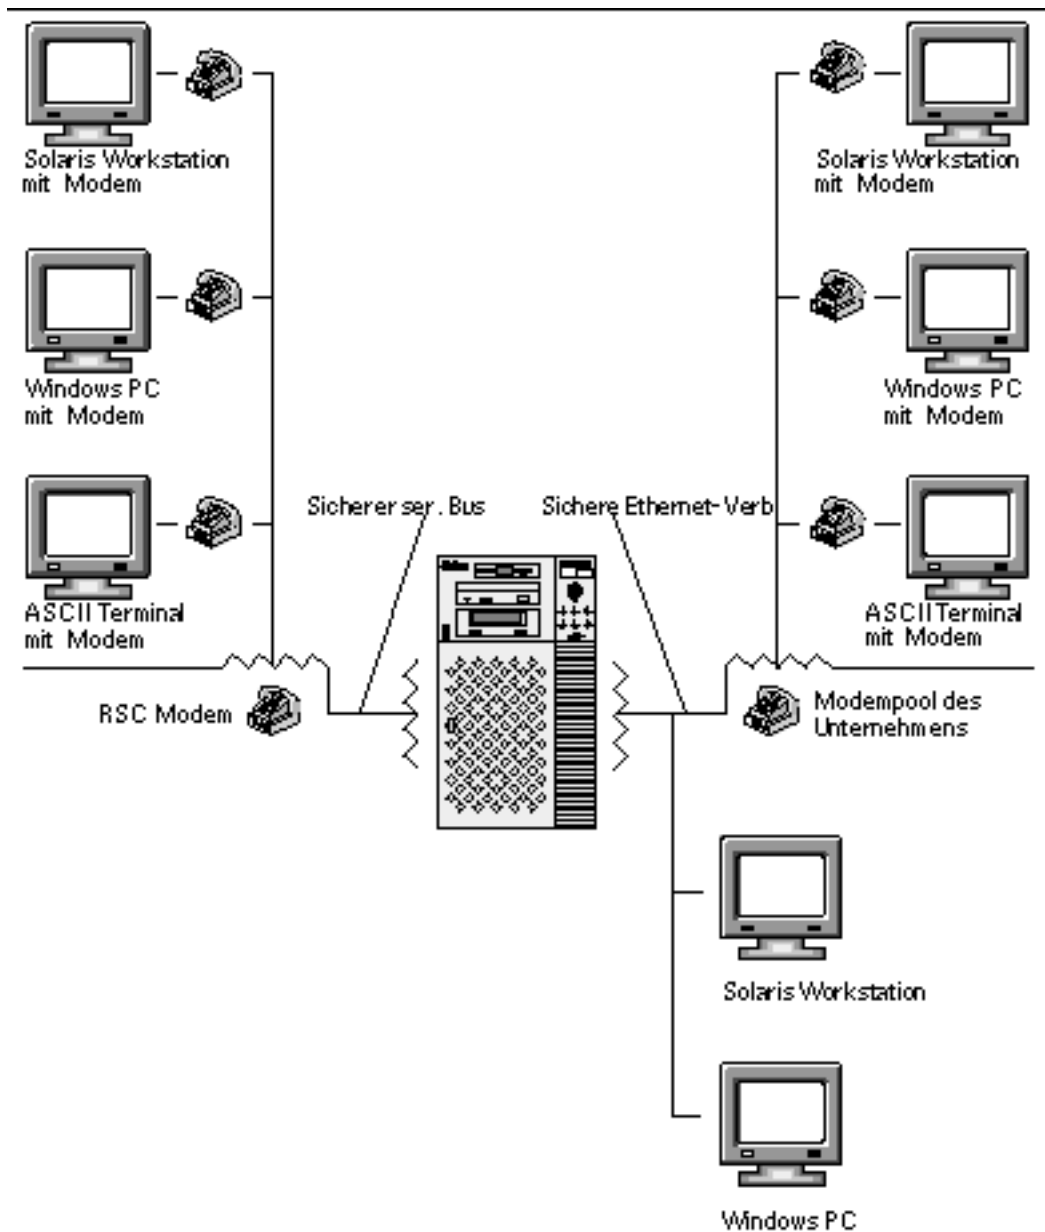 Solaris Workstation
mit Modem
Solaris Workstation
mit Modem
Windows PC
mit Modem
Windows PC
mit Modem
Sicherer ser. Bus
Sichere Ethernet-Verb
ASCII Terminal
mit Modem
ASCII Terminal
mit Modem
RSC Modem
Modempool des
Unternehmens
Solaris Workstation
Windows PC